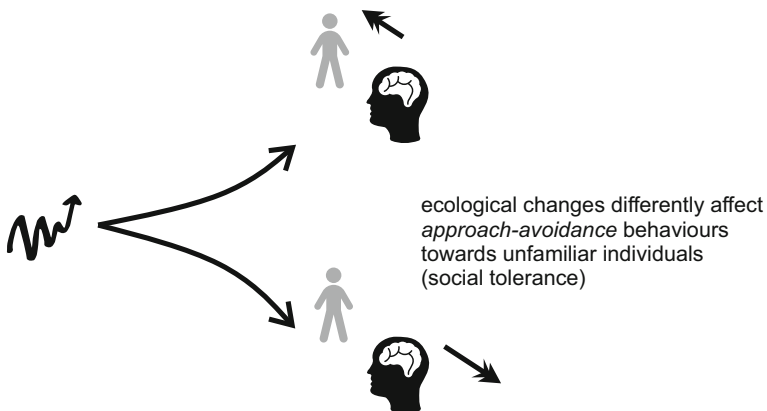 ecological changes differently affect
approach-avoidance behaviours
towards unfamiliar individuals
(social tolerance)